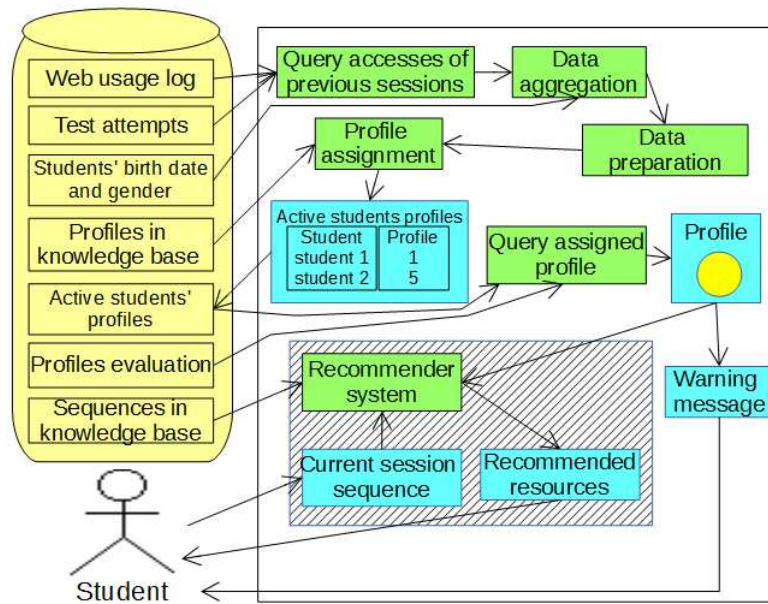 Web usage log
Test attempts
Students' birth date
and gender
Profiles in
knowledge base
Active students'
profiles
Profiles evaluation
Sequences in
knowledge base
Student
Query accesses of
previous sessions
Data
aggregation
Data
preparation
Profile
assignment
Active students profiles
Student Profile
student 1 1
student 2 5
Query assigned
profile
Profile
Warning
message
Recommender
system
Current session
sequence
Recommended
resources